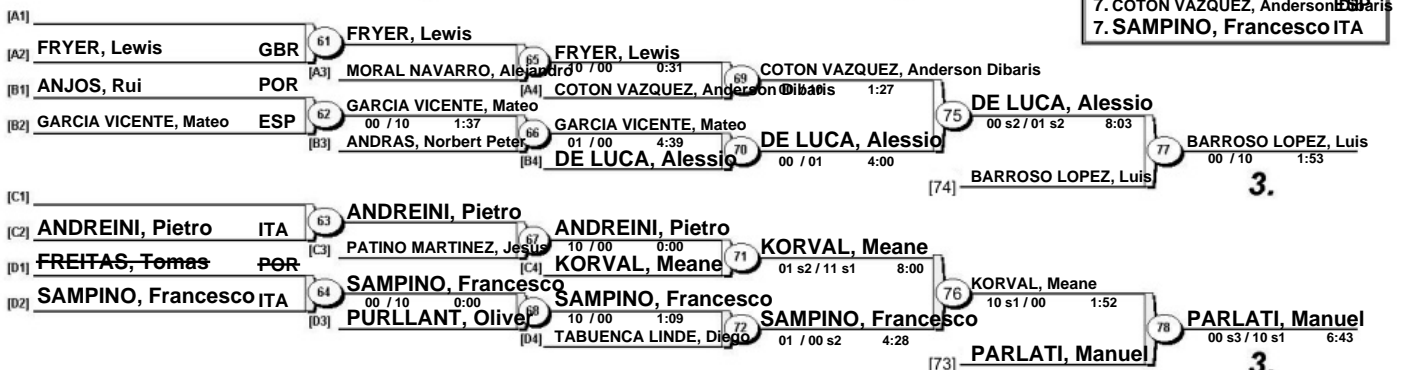 7. COTON VAZQUEZ, Anderson Dibaris ESP
7. SAMPINO, Francesco ITA
[A1]
61 FRYER, Lewis
[A2] FRYER, Lewis GBR
65 FRYER, Lewis
10 / 00 0:31
[A3] MORAL NAVARRO, Alejandro
69 COTON VAZQUEZ, Anderson Dibaris
00 / 10 1:27
[A4] COTON VAZQUEZ, Anderson Dibaris
[B1] ANJOS, Rui POR
62 GARCIA VICENTE, Mateo
00 / 10 1:37
75 DE LUCA, Alessio
00 s2 / 01 s2 8:03
[B2] GARCIA VICENTE, Mateo ESP
66 GARCIA VICENTE, Mateo
01 / 00 4:39
[B3] ANDRAS, Norbert Peter
70 DE LUCA, Alessio
00 / 01 4:00
77 BARROSO LOPEZ, Luis
00 / 10 1:53
[B4] DE LUCA, Alessio
[74] BARROSO LOPEZ, Luis
3.
[C1]
63 ANDREINI, Pietro
[C2] ANDREINI, Pietro ITA
67 ANDREINI, Pietro
10 / 00 0:00
[C3] PATINO MARTINEZ, Jesus
71 KORVAL, Meane
01 s2 / 11 s1 8:00
[C4] KORVAL, Meane
[D1] FREITAS, Tomas POR
64 SAMPINO, Francesco
00 / 10 0:00
76 KORVAL, Meane
10 s1 / 00 1:52
[D2] SAMPINO, Francesco ITA
68 SAMPINO, Francesco
10 / 00 1:09
[D3] PURLLANT, Oliver
72 SAMPINO, Francesco
01 / 00 s2 4:28
78 PARLATI, Manuel
00 s3 / 10 s1 6:43
[D4] TABUENCA LINDE, Diego
[73] PARLATI, Manuel
3.